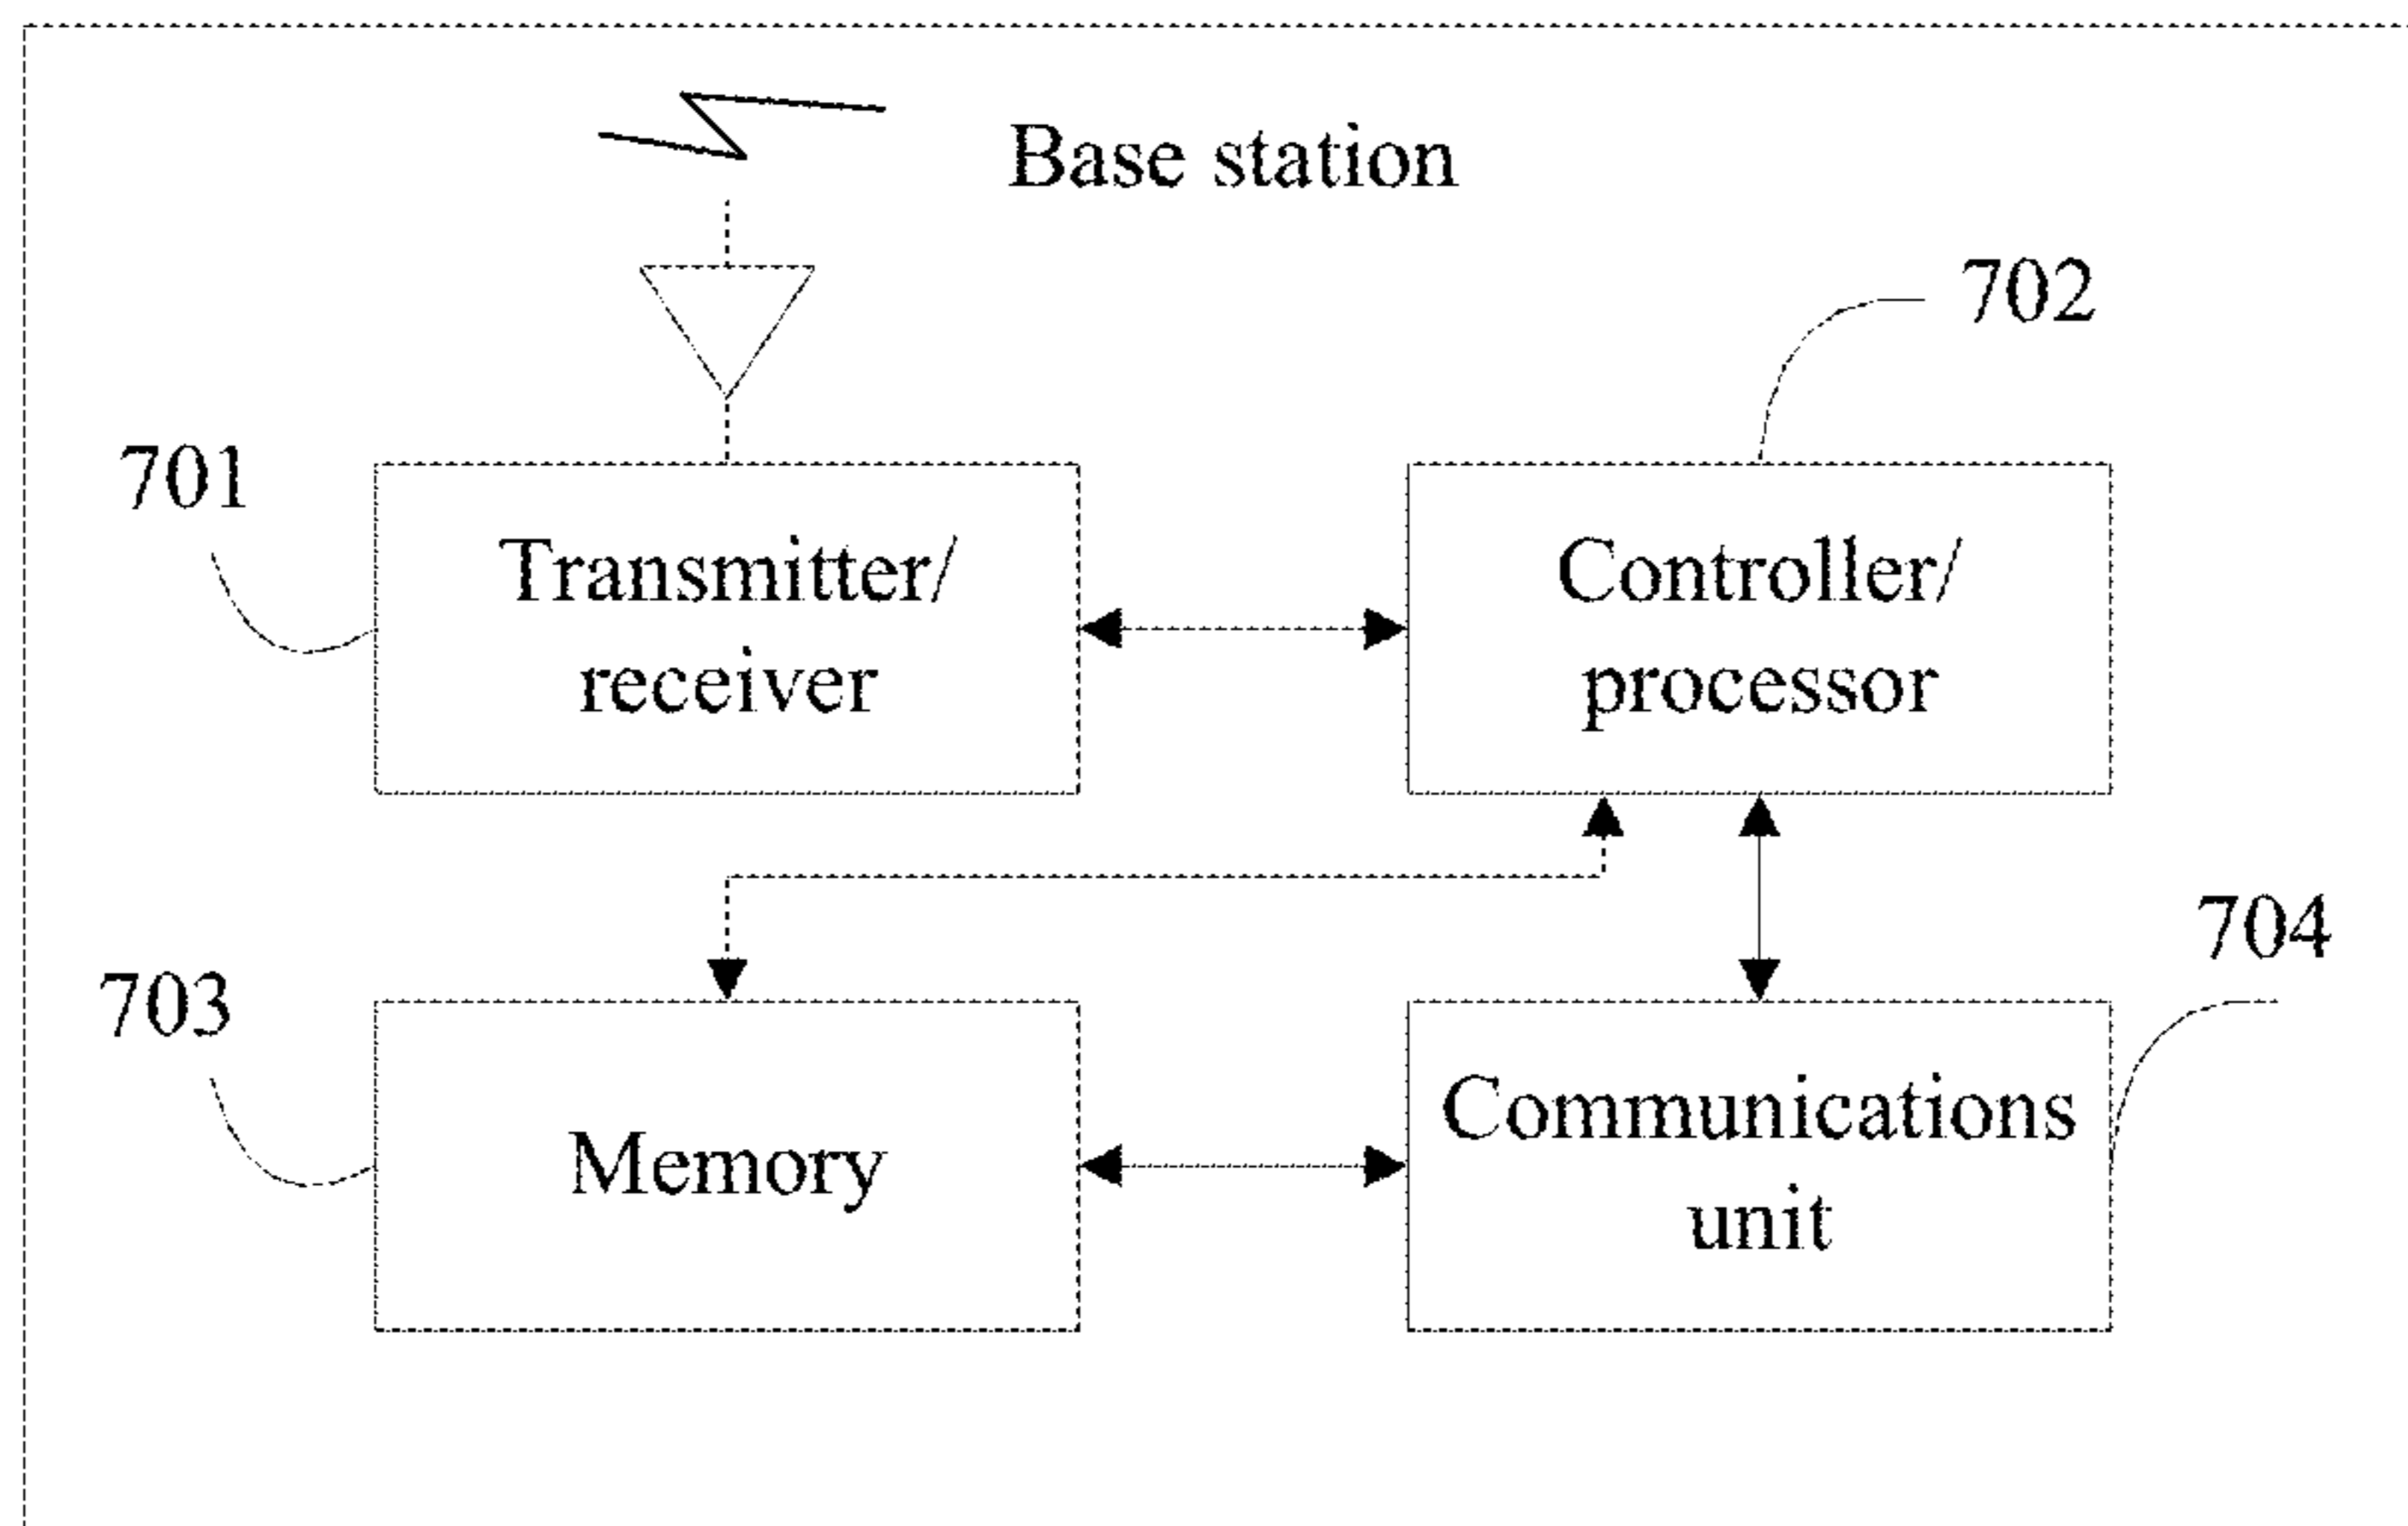 Base station
702
701
Transmitter/
receiver
Controller/
processor
704
703
Memory
Communications
unit